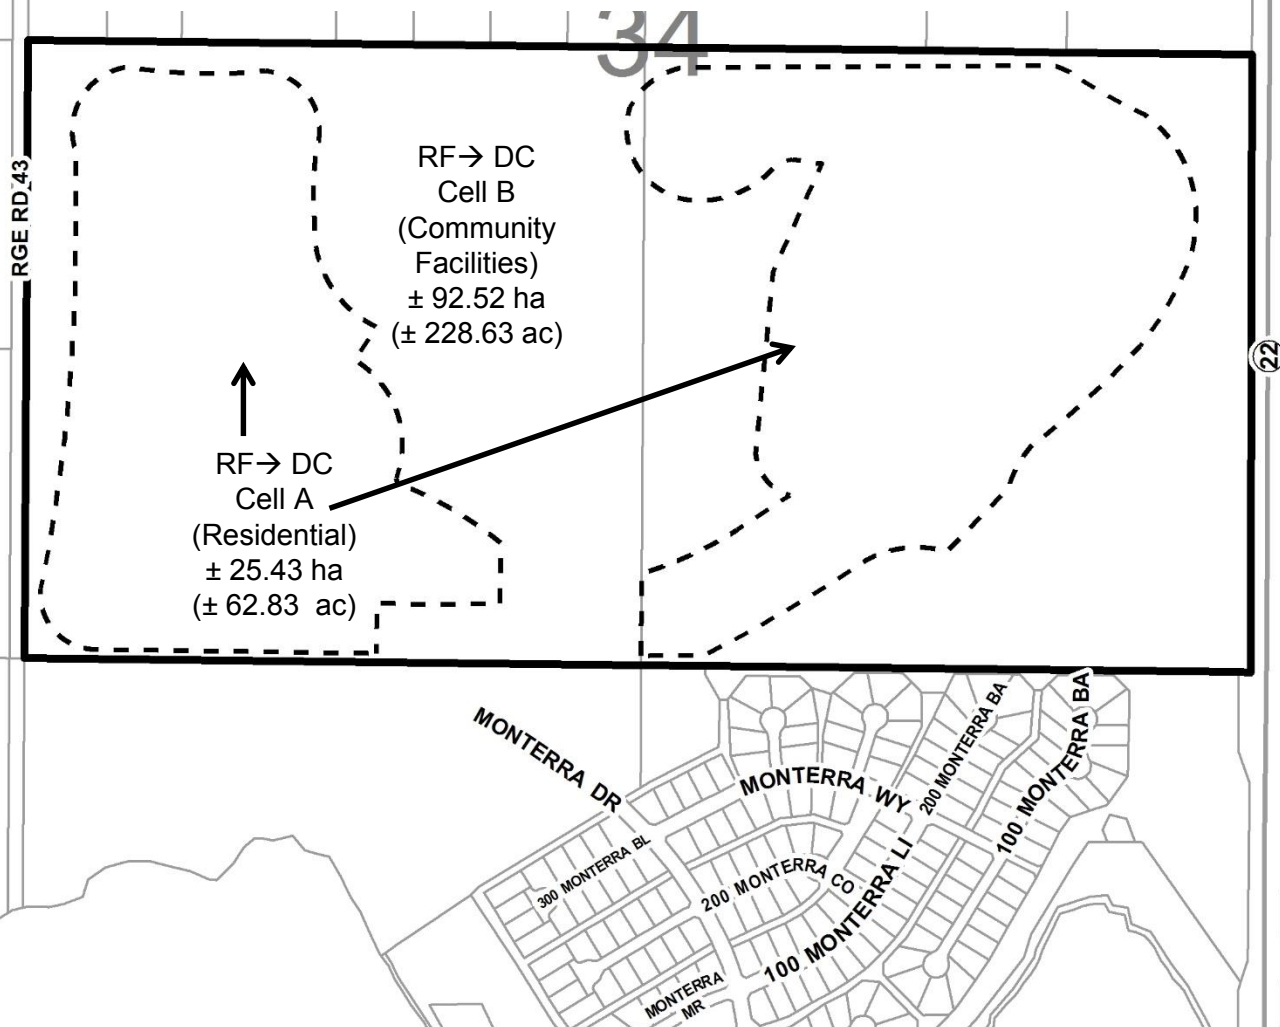 34
RF→ DC
Cell B
(Community
Facilities)
± 92.52 ha
(± 228.63 ac)
RGE RD 43
22
RF→ DC
Cell A
(Residential)
± 25.43 ha
(± 62.83 ac)
MONTERRA DR
MONTERRA WY
200 MONTERRA BA
100 MONTERRA BA
300 MONTERRA BL
200 MONTERRA CO
100 MONTERRA LI
MONTERRA
MR